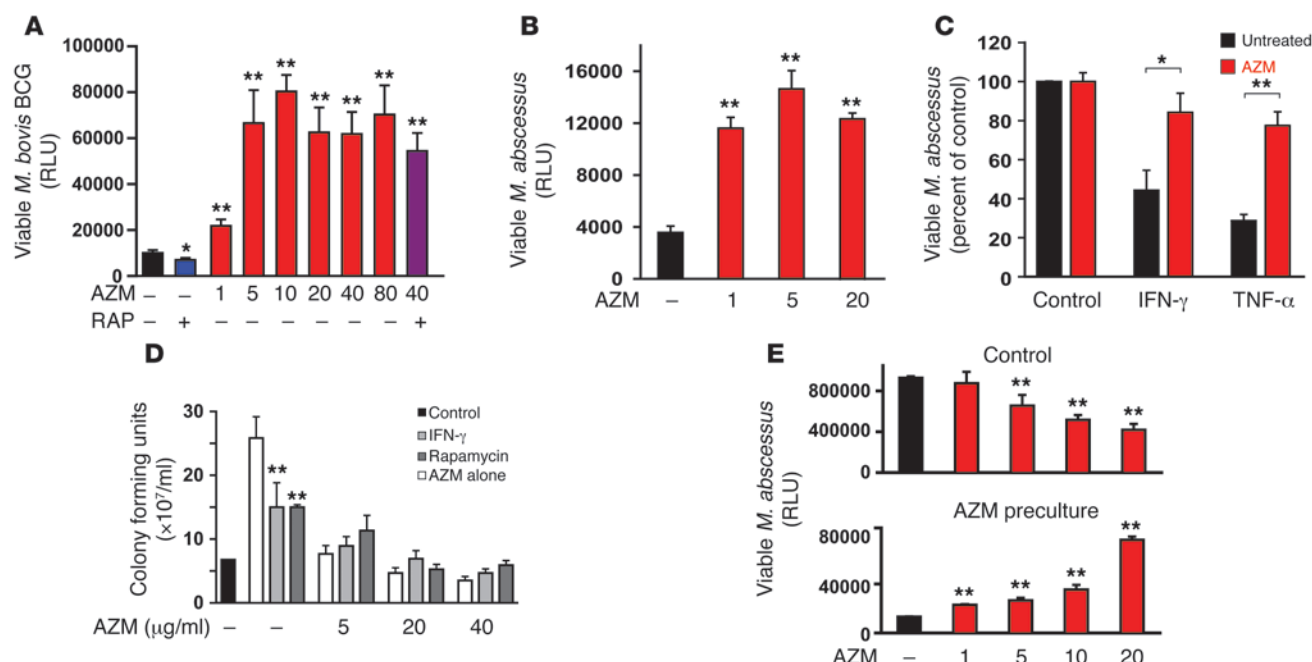 A
Viable M. bovis BCG
(RLU)
100000
80000
60000
40000
20000
0
* ** ** ** ** ** ** **
AZM – – 1 5 10 20 40 80 40
RAP – + – – – – – – +
B
Viable M. abscessus
(RLU)
16000
12000
8000
4000
0
** ** **
AZM – 1 5 20
C
Viable M. abscessus
(percent of control)
120
100
80
60
40
20
0
Untreated
AZM
* **
Control IFN-γ TNF-α
D
Colony forming units
(×10⁷/ml)
30
20
10
0
Control
IFN-γ
Rapamycin
AZM alone
** **
AZM (μg/ml) – – 5 20 40
E
Viable M. abscessus
(RLU)
Control
800000
400000
0
** ** **
AZM preculture
80000
40000
0
** ** ** **
AZM – 1 5 10 20